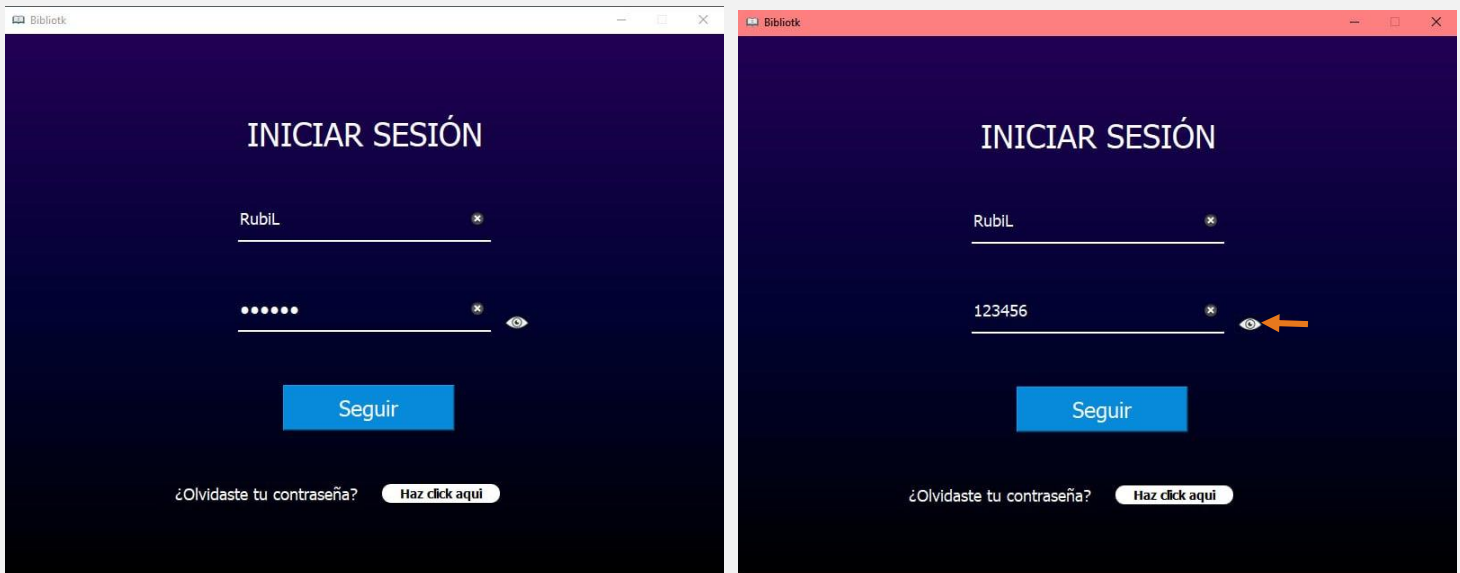 Bibliotk
INICIAR SESIÓN
RubiL
Seguir
¿Olvidaste tu contraseña? Haz click aqui
Bibliotk
INICIAR SESIÓN
RubiL
123456
Seguir
¿Olvidaste tu contraseña? Haz click aqui